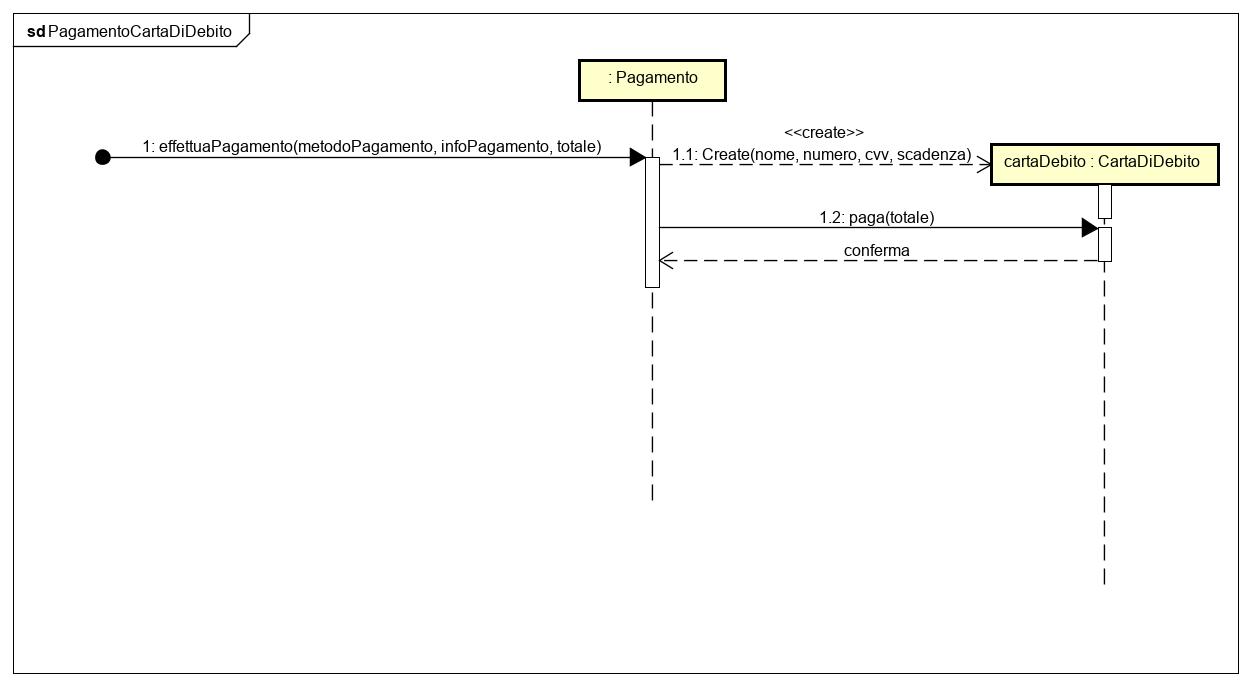 sd PagamentoCartaDiDebito
: Pagamento
1: effettuaPagamento(metodoPagamento, infoPagamento, totale)
<<create>>
1.1: Create(nome, numero, cvv, scadenza)
cartaDebito : CartaDiDebito
1.2: paga(totale)
conferma